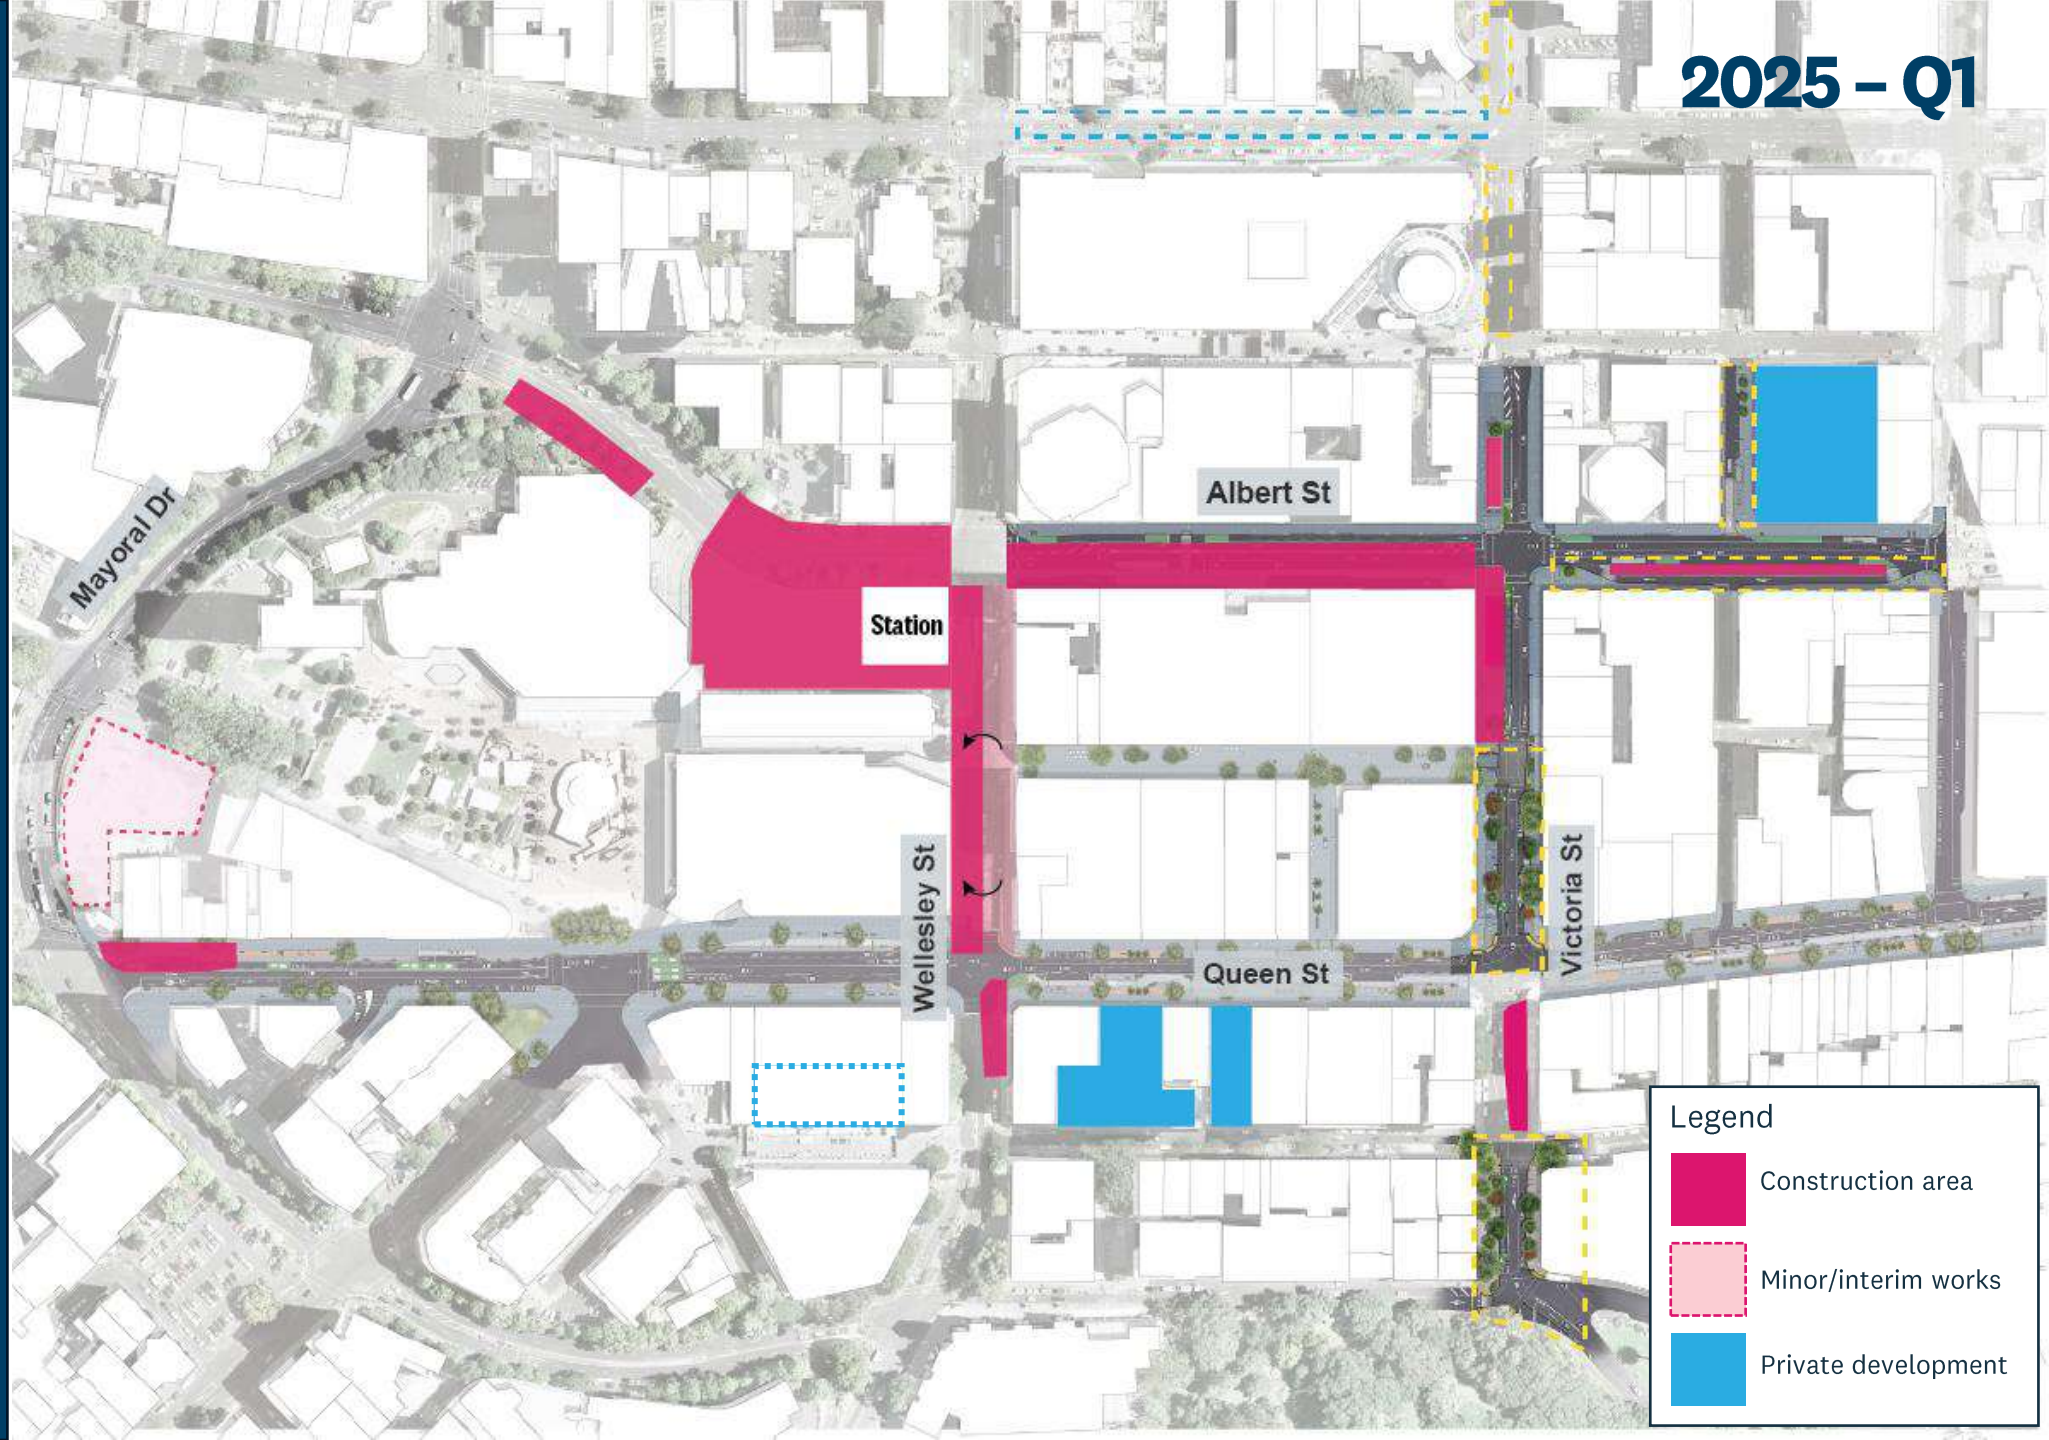 2025 – Q1
Albert St
Mayoral Dr
Station
Wellesley St
Victoria St
Queen St
Legend
Construction area
Minor/interim works
Private development